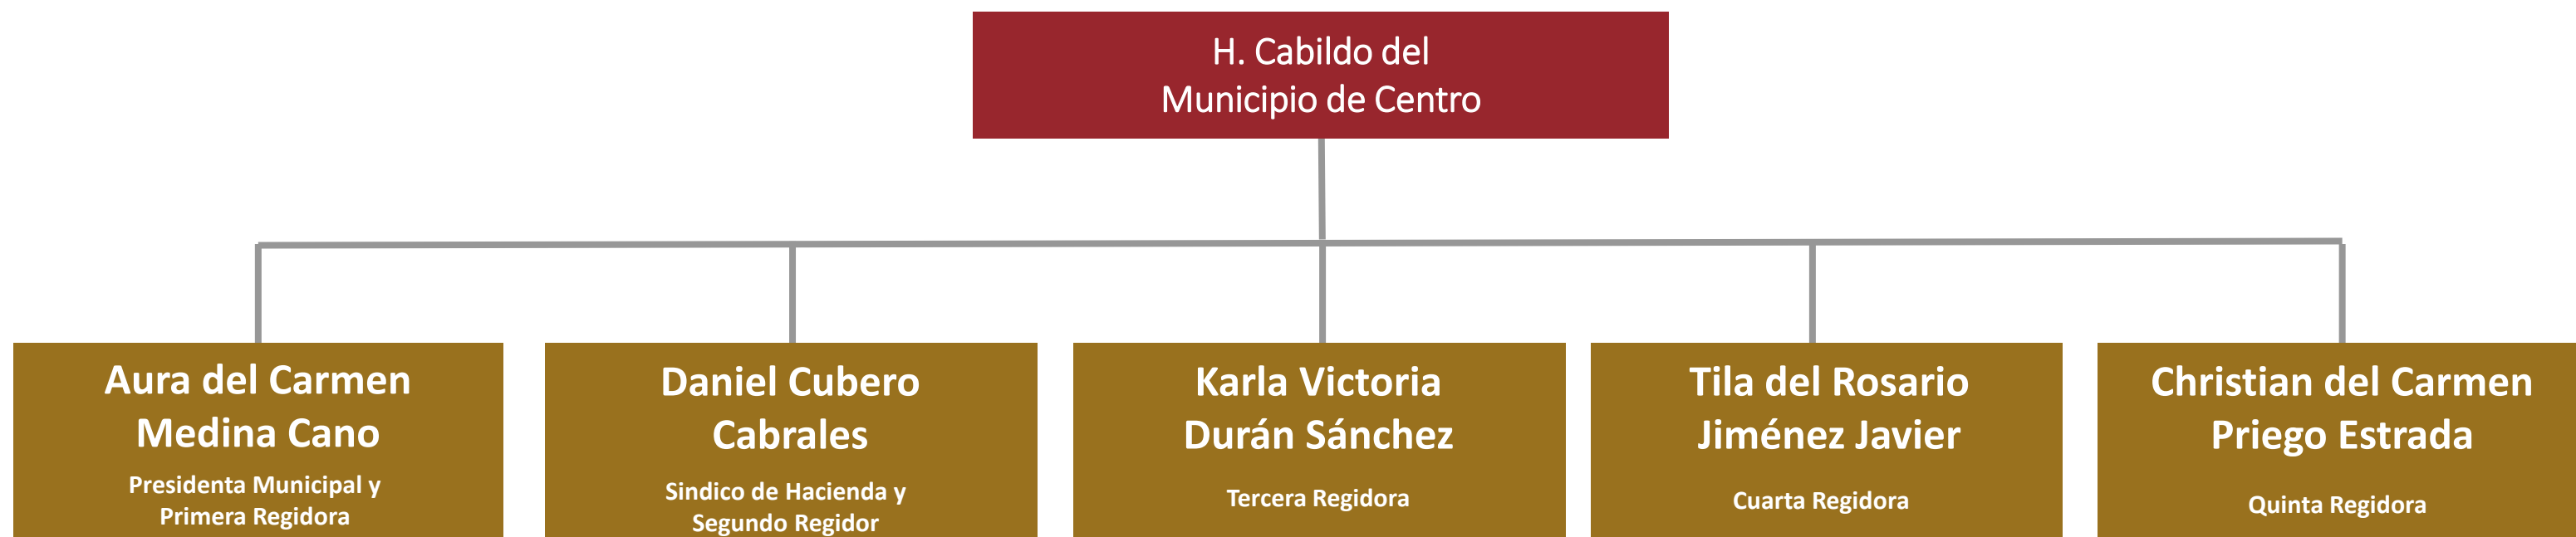 H. Cabildo del
Municipio de Centro
Aura del Carmen
Medina Cano
Presidenta Municipal y
Primera Regidora
Daniel Cubero
Cabrales
Sindico de Hacienda y
Segundo Regidor
Karla Victoria
Durán Sánchez
Tercera Regidora
Tila del Rosario
Jiménez Javier
Cuarta Regidora
Christian del Carmen
Priego Estrada
Quinta Regidora